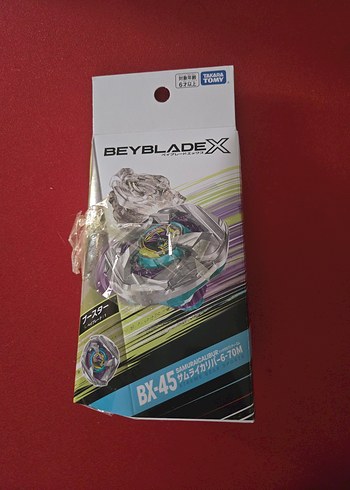 対象年齢
6才以上
TAKARA
TOMY
BEYBLADE X
ベイブレードエックス
ブースター
BX-45
SAMURAICALIBUR
サムライカリバー6-70M